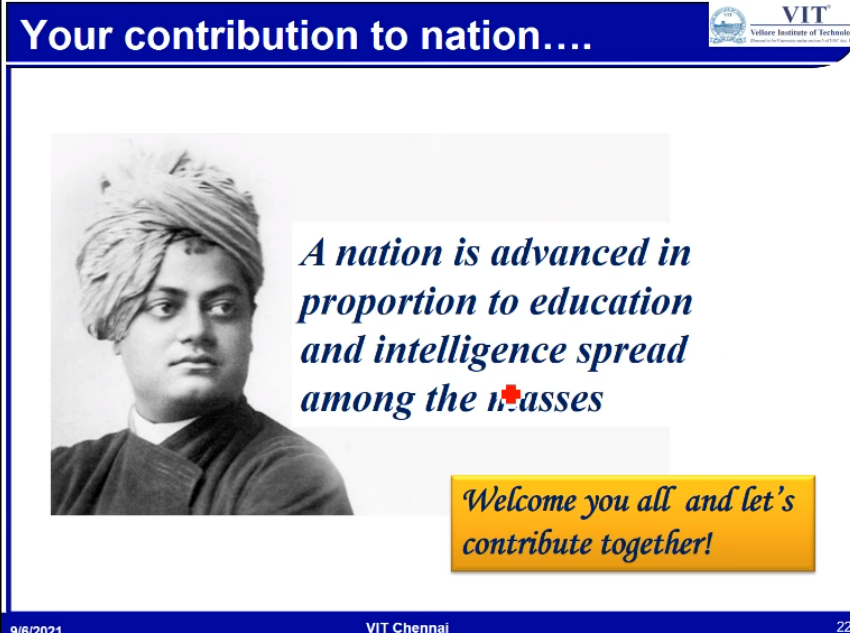 Your contribution to nation....
VIT
Vellore Institute of Technolo
A nation is advanced in
proportion to education
and intelligence spread
among the masses
Welcome you all and let's
contribute together!
9/6/2021
VIT Chennai
22